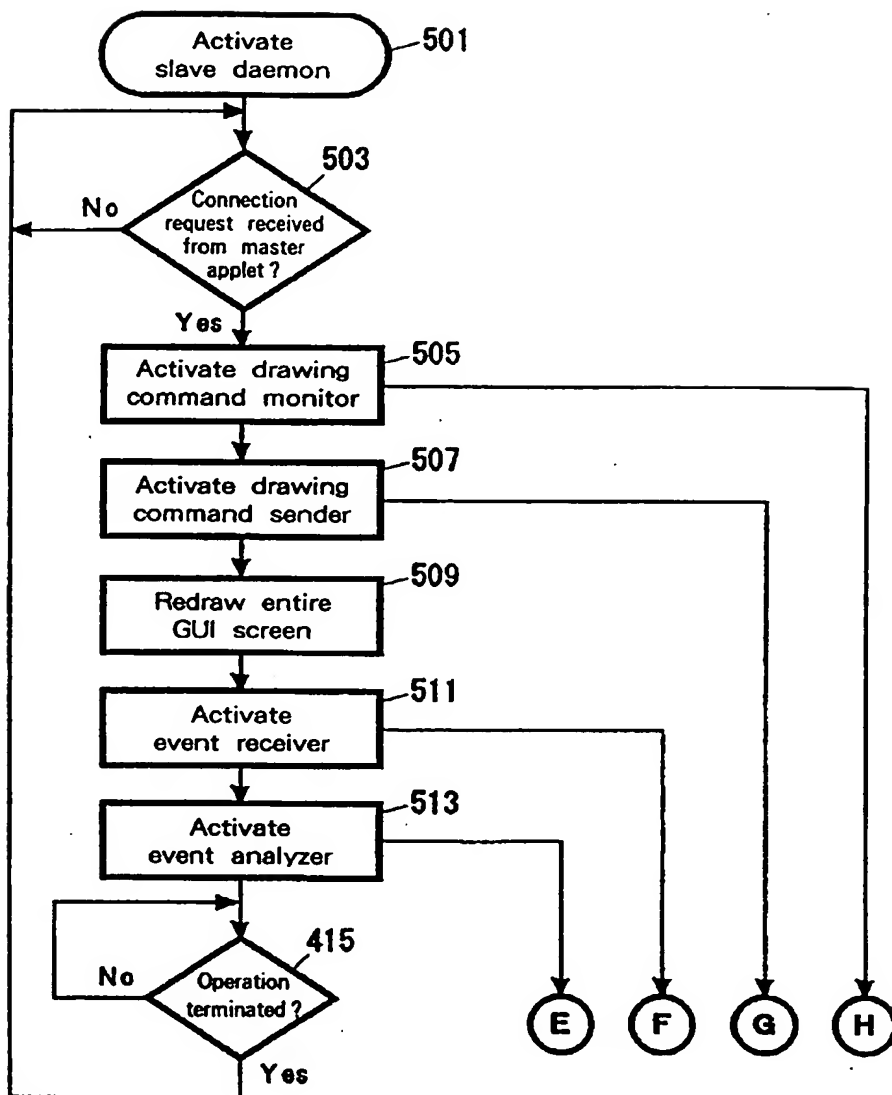 Activate
slave daemon
501
503
Connection
request received
from master
applet ?
No
Yes
505
Activate drawing
command monitor
507
Activate drawing
command sender
509
Redraw entire
GUI screen
511
Activate
event receiver
513
Activate
event analyzer
415
Operation
terminated ?
No
Yes
E
F
G
H